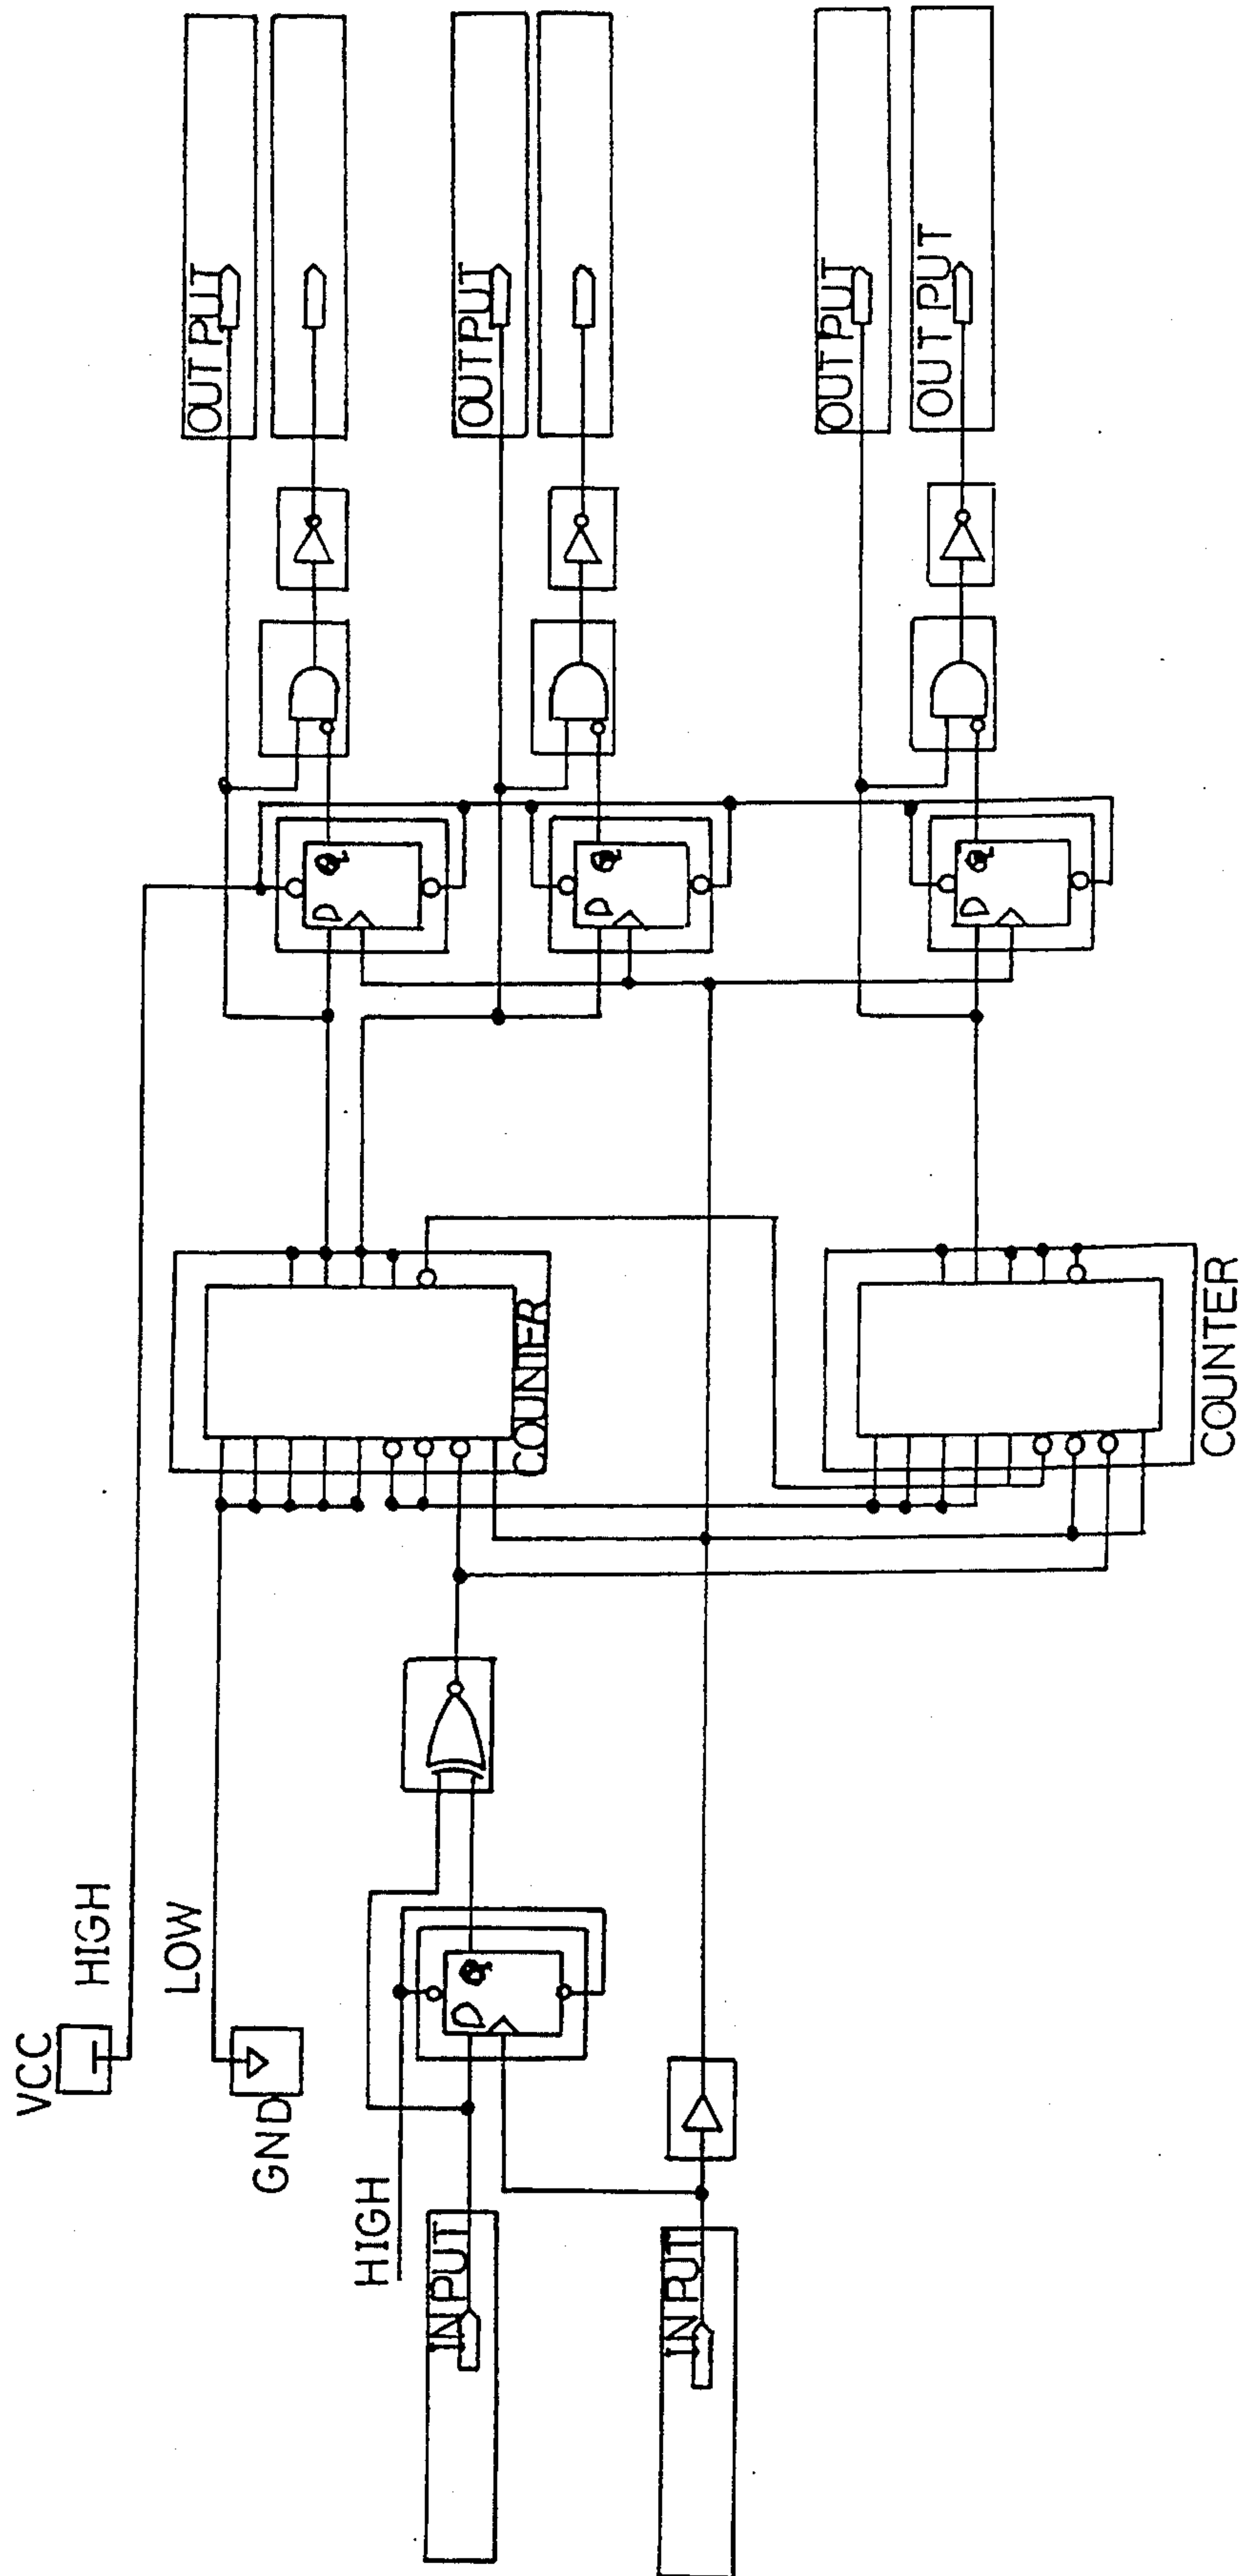 VCC
HIGH
LOW
GND
HIGH
INPUT
INPUT
D
Q
COUNTER
COUNTER
D
Q
D
Q
D
Q
OUTPUT
OUTPUT
OUTPUT
OUTPUT